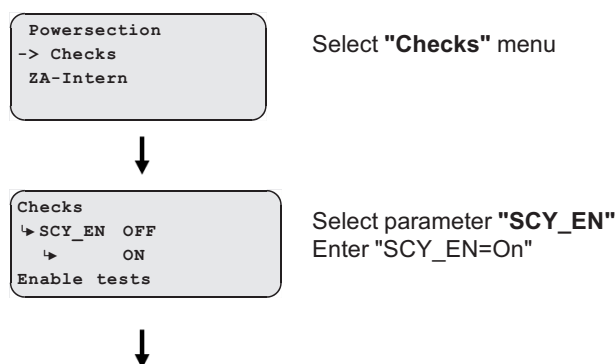 Powersection
-> Checks
ZA-Intern
Select "Checks" menu
Checks
↳ SCY_EN OFF
↳ ON
Enable tests
Select parameter "SCY_EN"
Enter "SCY_EN=On"